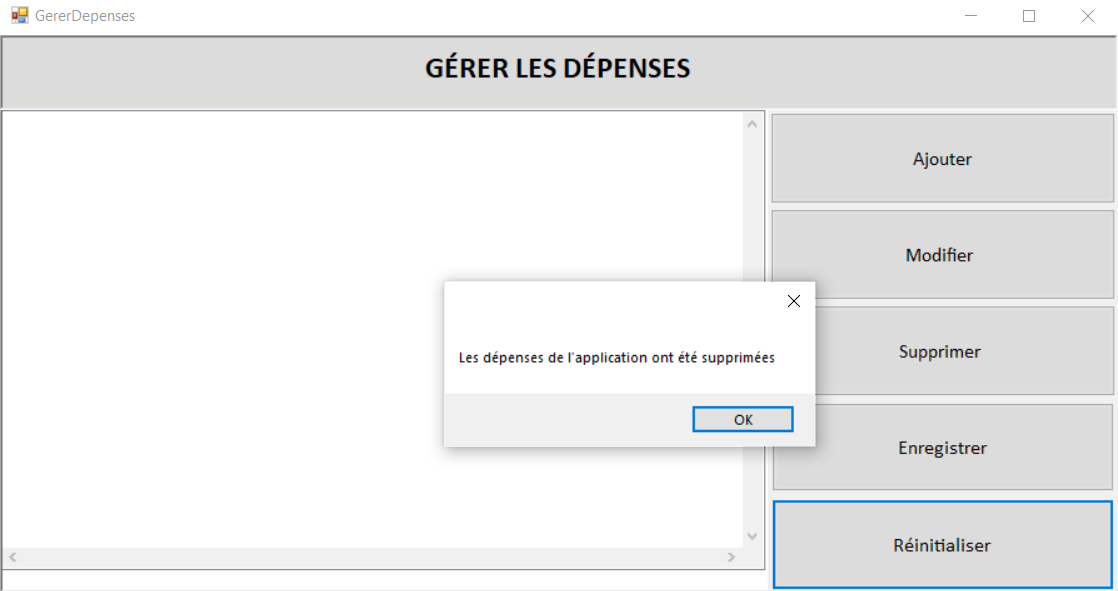 GererDepenses
GÉRER LES DÉPENSES
Ajouter
Modifier
Supprimer
Enregistrer
Réinitialiser
Les dépenses de l'application ont été supprimées
OK